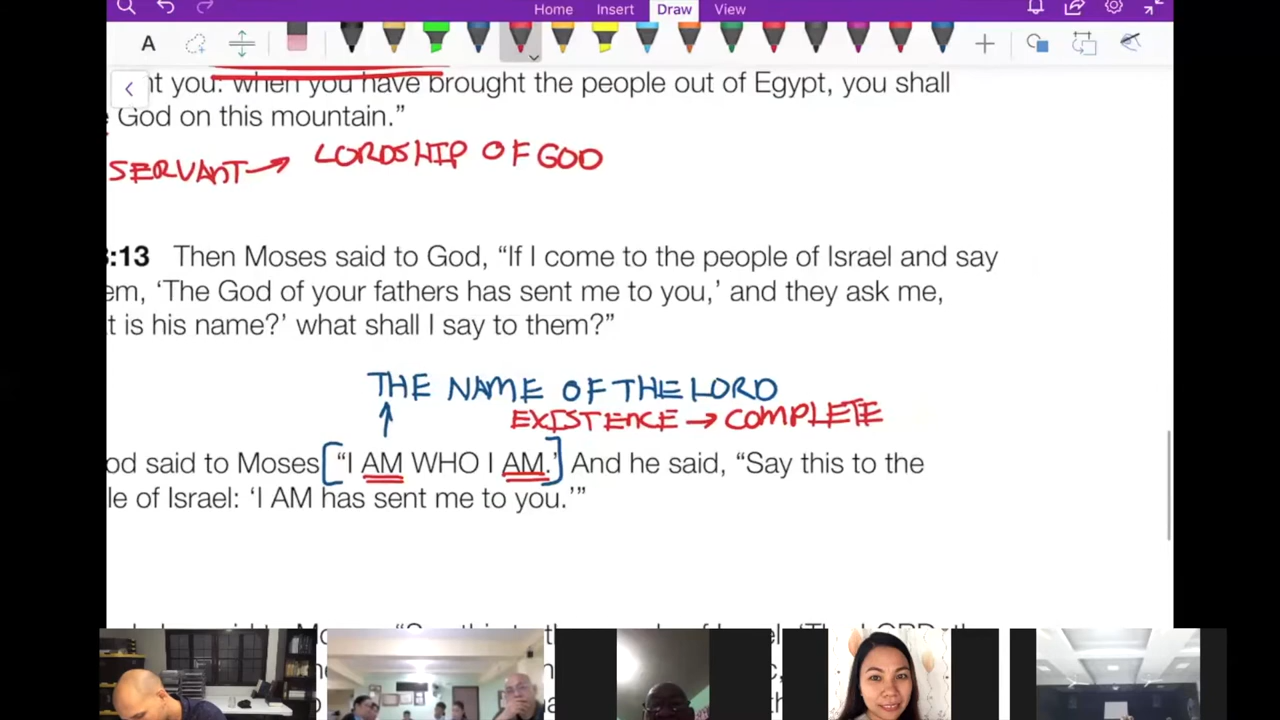 Home Insert Draw View
A
nt you: when you have brought the people out of Egypt, you shall
God on this mountain.”
SERVANT → LORDSHIP OF GOD
:13 Then Moses said to God, “If I come to the people of Israel and say
em, ‘The God of your fathers has sent me to you,’ and they ask me,
t is his name?’ what shall I say to them?”
THE NAME OF THE LORD
EXISTENCE → COMPLETE
od said to Moses [“I AM WHO I AM.”] And he said, “Say this to the
le of Israel: ‘I AM has sent me to you.’”